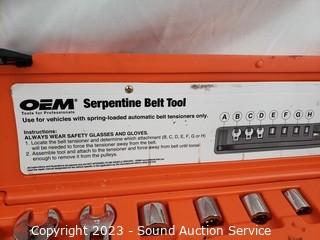 OEM Serpentine Belt Tool
Tools for Professionals
Use for vehicles with spring-loaded automatic belt tensioners only.
A B C D E F G H
Instructions:
ALWAYS WEAR SAFETY GLASSES AND GLOVES.
1. Locate the belt tensioner and determine which attachment (B, C, D, E, F, G or H)
will be needed to force the tensioner away from the belt.
2. Assemble tool and attach to the tensioner and force away from belt until loose
enough to remove from the pulleys.
Copyright 2023 - Sound Auction Service